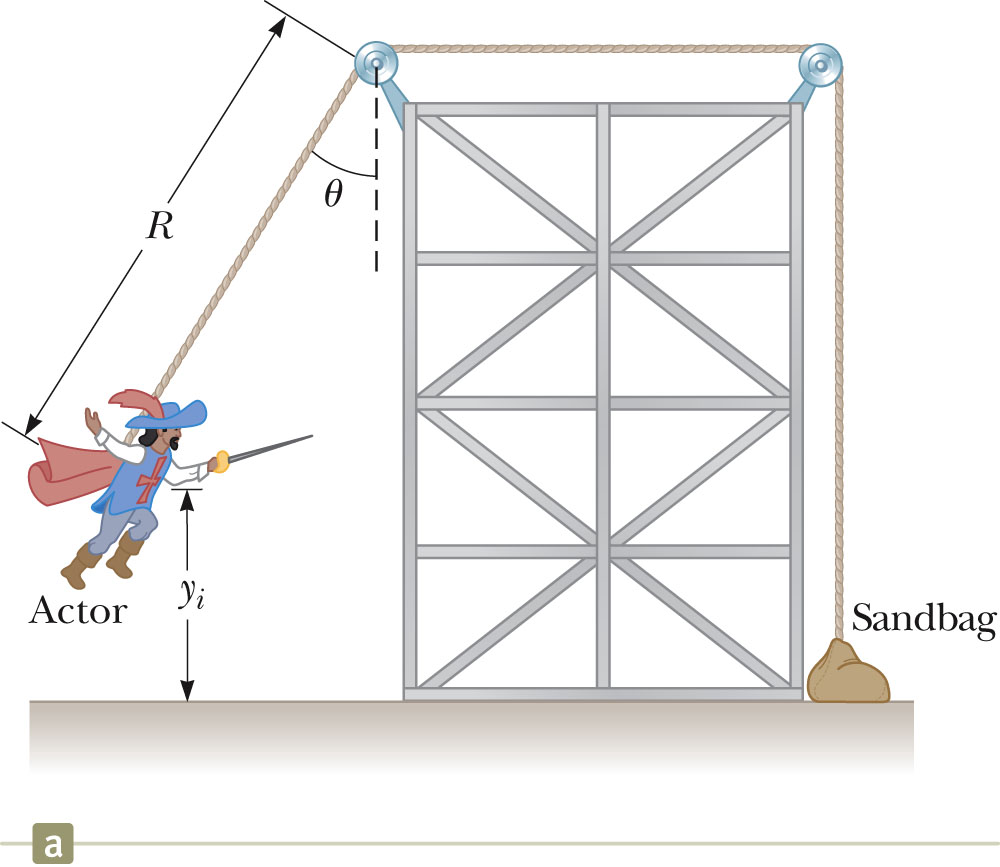 R
θ
Actor
y_i
Sandbag
a